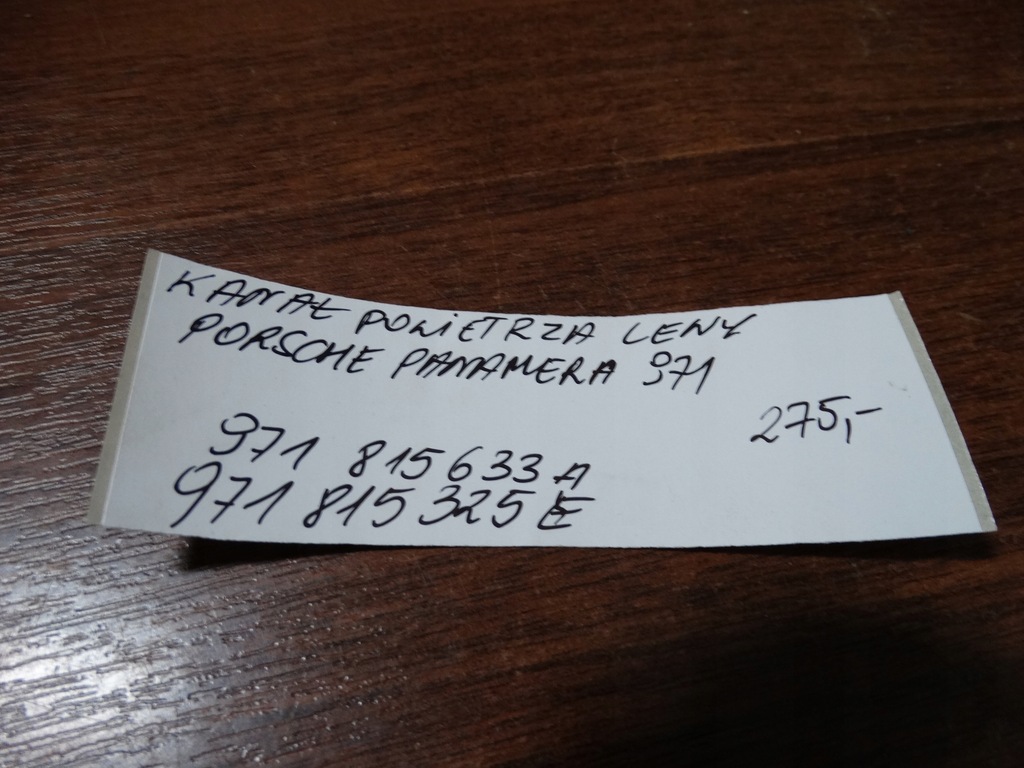 KANAŁ POWIETRZA LEWY
PORSCHE PANAMERA 971
275,-
971 815 633 A
971 815 325 E